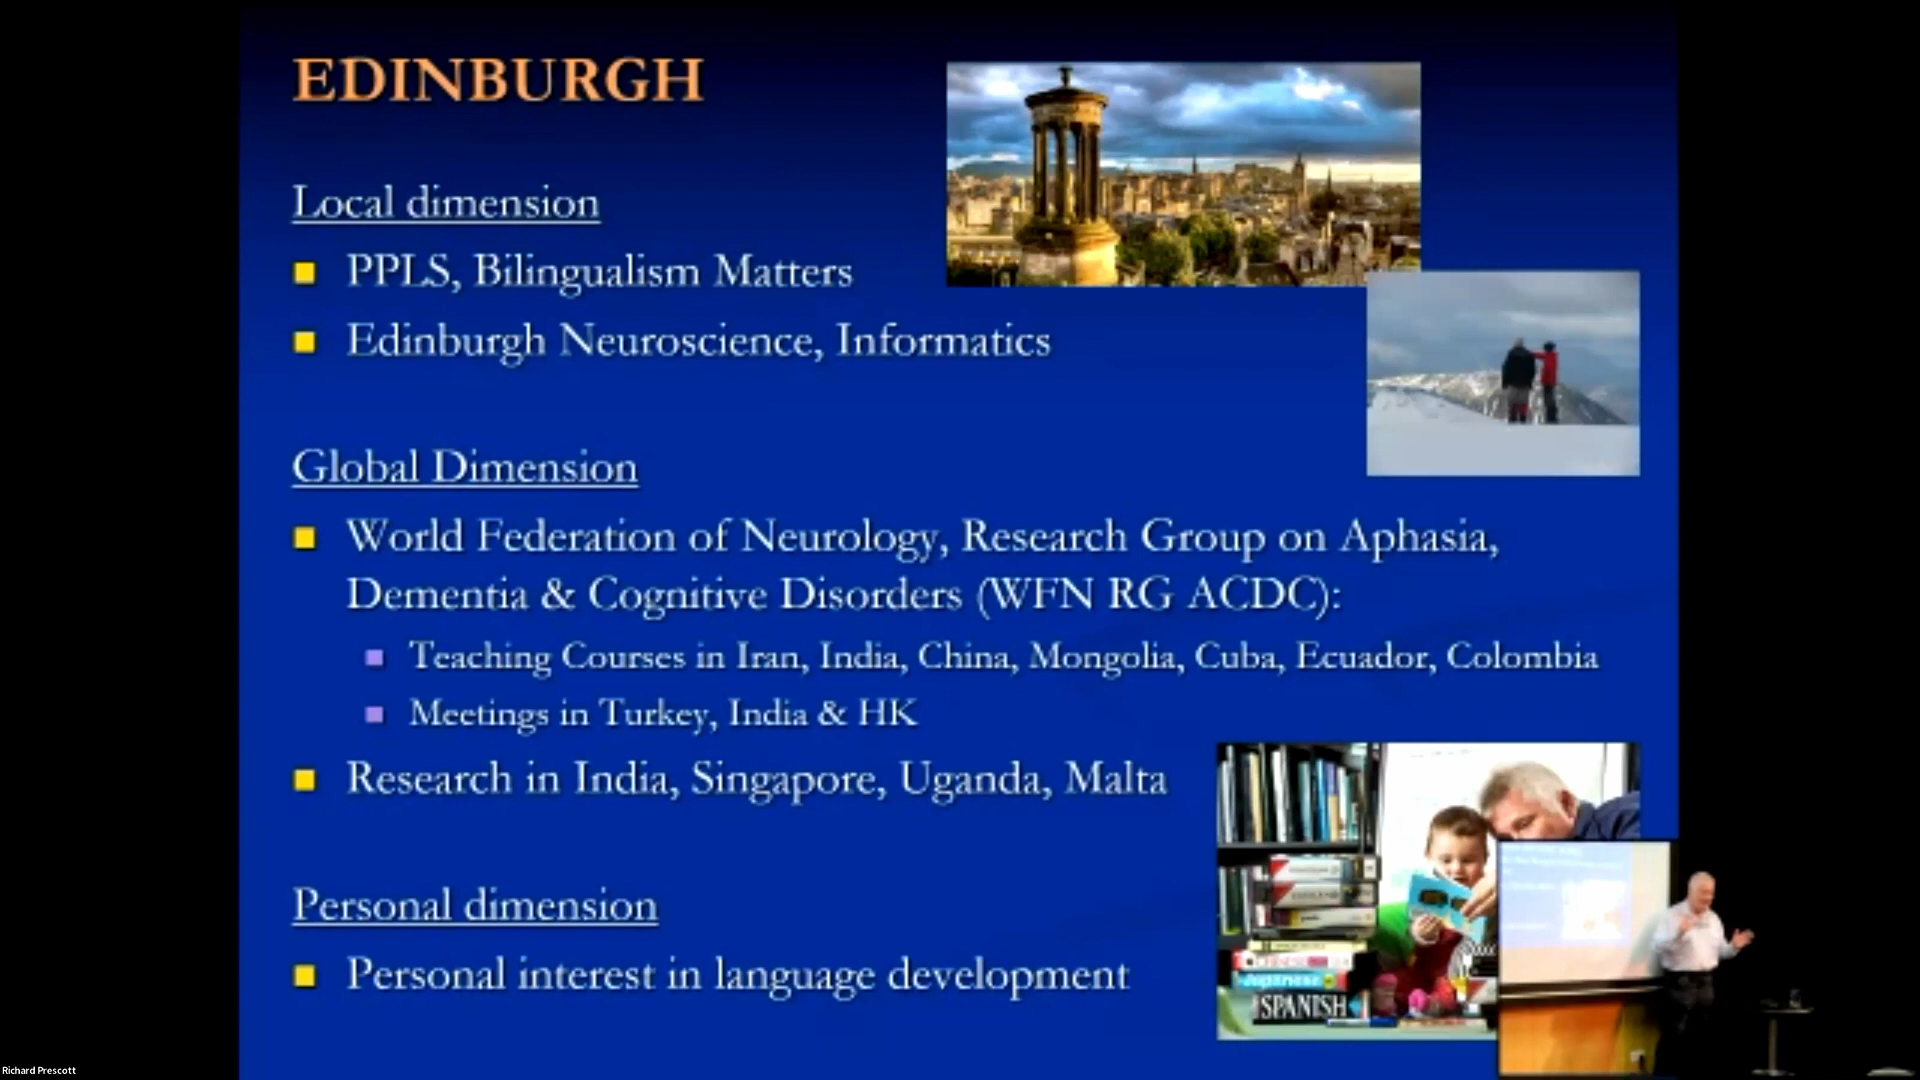 EDINBURGH
Local dimension
PPLS, Bilingualism Matters
Edinburgh Neuroscience, Informatics
Global Dimension
World Federation of Neurology, Research Group on Aphasia,
Dementia & Cognitive Disorders (WFN RG ACDC):
Teaching Courses in Iran, India, China, Mongolia, Cuba, Ecuador, Colombia
Meetings in Turkey, India & HK
Research in India, Singapore, Uganda, Malta
Personal dimension
Personal interest in language development
Japanese
SPANISH
Richard Prescott